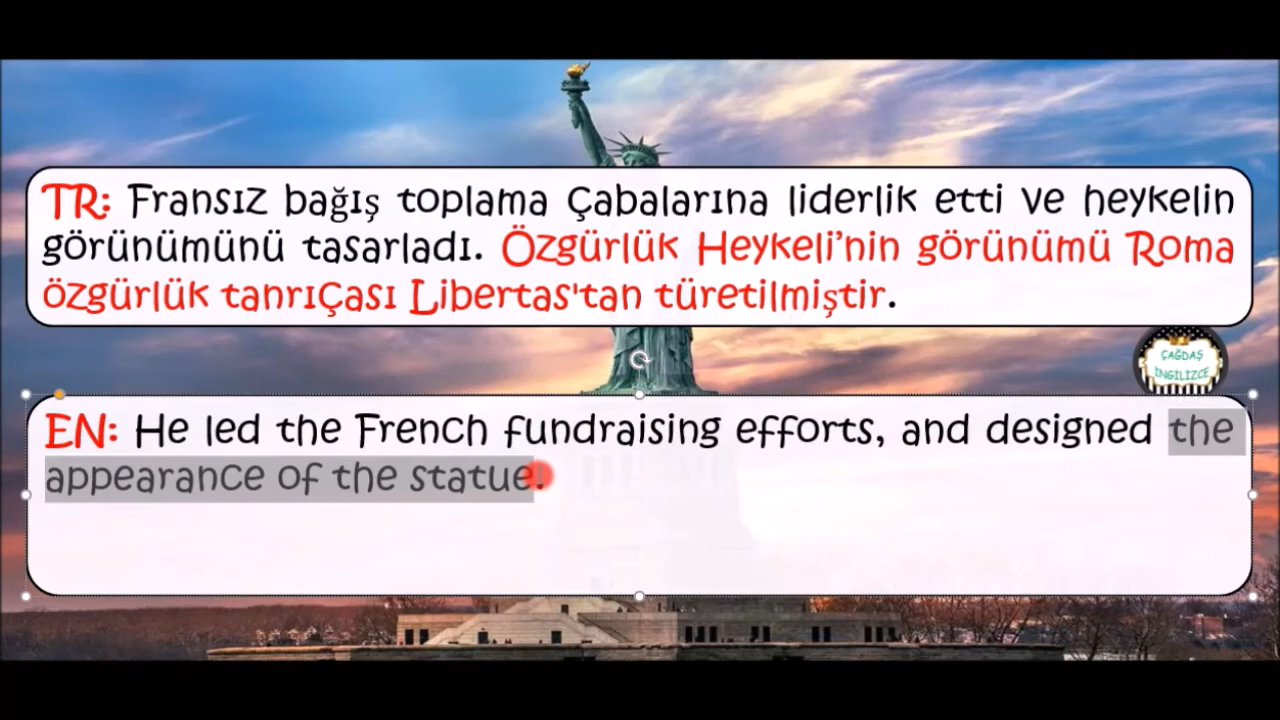 TR: Fransız bağış toplama çabalarına liderlik etti ve heykelin
görünümünü tasarladı. Özgürlük Heykeli'nin görünümü Roma
özgürlük tanrıçası Libertas'tan türetilmiştir.
ÇAĞDAŞ
İNGİLİZCE
EN: He led the French fundraising efforts, and designed the
appearance of the statue.